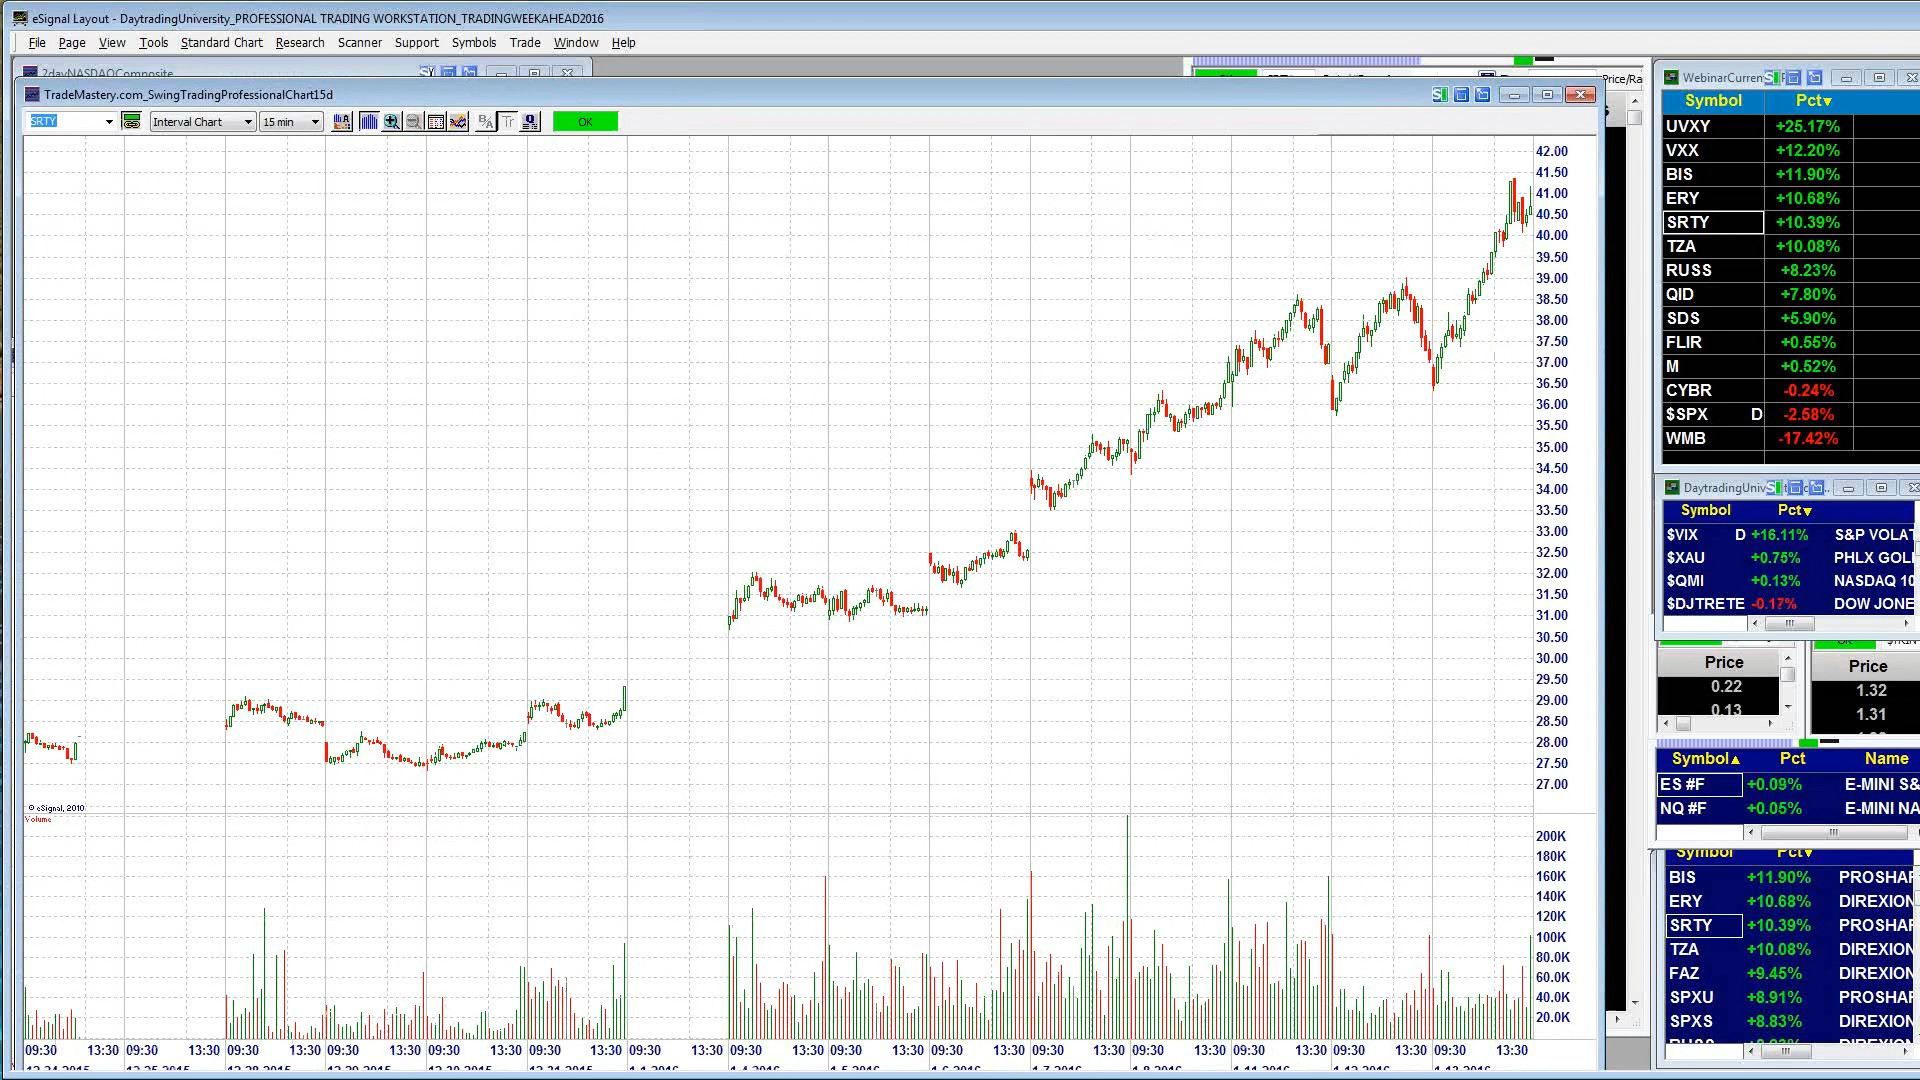 eSignal Layout - DaytradingUniversity_PROFESSIONAL TRADING WORKSTATION_TRADINGWEEKAHEAD2016
File Page View Tools Standard Chart Research Scanner Support Symbols Trade Window Help
2dayNASDAQComposite
TradeMastery.com_SwingTradingProfessionalChart15d
SRTY Interval Chart 15 min OK
42.00
41.50
41.00
40.50
40.00
39.50
39.00
38.50
38.00
37.50
37.00
36.50
36.00
35.50
35.00
34.50
34.00
33.50
33.00
32.50
32.00
31.50
31.00
30.50
30.00
29.50
29.00
28.50
28.00
27.50
27.00
© eSignal, 2010
Volume
200K
180K
160K
140K
120K
100K
80.0K
60.0K
40.0K
20.0K
09:30 13:30 09:30 13:30 09:30 13:30 09:30 13:30 09:30 13:30 09:30 13:30 09:30 13:30 09:30 13:30 09:30 13:30 09:30 13:30 09:30 13:30 09:30 13:30 09:30 13:30 09:30 13:30 09:30 13:30
Price/Ra
WebinarCurren
Symbol Pct
UVXY +25.17%
VXX +12.20%
BIS +11.90%
ERY +10.68%
SRTY +10.39%
TZA +10.08%
RUSS +8.23%
QID +7.80%
SDS +5.90%
FLIR +0.55%
M +0.52%
CYBR -0.24%
$SPX D -2.58%
WMB -17.42%
DaytradingUniv
Symbol Pct
$VIX D +16.11% S&P VOLAT
$XAU +0.75% PHLX GOL
$QMI +0.13% NASDAQ 10
$DJTRETE -0.17% DOW JONE
Price
0.22
0.13
Price
1.32
1.31
Symbol Pct Name
ES #F +0.09% E-MINI S&
NQ #F +0.05% E-MINI NA
Symbol Pct
BIS +11.90% PROSHAR
ERY +10.68% DIREXION
SRTY +10.39% PROSHAR
TZA +10.08% DIREXION
FAZ +9.45% DIREXION
SPXU +8.91% PROSHAR
SPXS +8.83% DIREXION